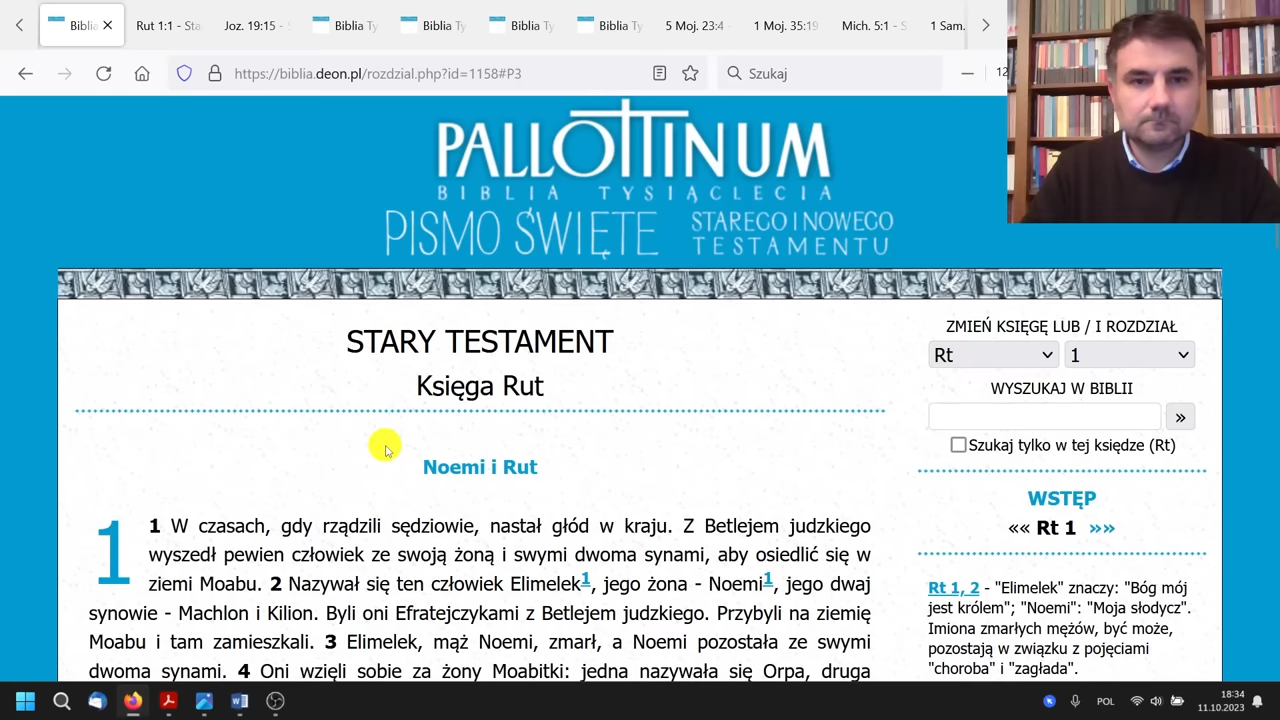 Biblia
Rut 1:1 - Sta
Joz. 19:15 -
Biblia Ty
Biblia Ty
Biblia Ty
Biblia Ty
5 Moj. 23:4
1 Moj. 35:19
Mich. 5:1 - S
1 Sam.
https://biblia.deon.pl/rozdzial.php?id=1158#P3
Szukaj
12
PALLOTTINUM
BIBLIA TYSIĄCLECIA
PISMO ŚWIĘTE
STAREGO I NOWEGO
TESTAMENTU
STARY TESTAMENT
Księga Rut
Noemi i Rut
1
1 W czasach, gdy rządzili sędziowie, nastał głód w kraju. Z Betlejem judzkiego
wyszedł pewien człowiek ze swoją żoną i swymi dwoma synami, aby osiedlić się w
ziemi Moabu. 2 Nazywał się ten człowiek Elimelek1, jego żona - Noemi1, jego dwaj
synowie - Machlon i Kilion. Byli oni Efratejczykami z Betlejem judzkiego. Przybyli na ziemię
Moabu i tam zamieszkali. 3 Elimelek, mąż Noemi, zmarł, a Noemi pozostała ze swymi
dwoma synami. 4 Oni wzięli sobie za żony Moabitki: jedna nazywała się Orpa, druga
ZMIEŃ KSIĘGĘ LUB / I ROZDZIAŁ
Rt
1
WYSZUKAJ W BIBLII
»
Szukaj tylko w tej księdze (Rt)
WSTĘP
«« Rt 1 »»
Rt 1, 2 - "Elimelek" znaczy: "Bóg mój
jest królem"; "Noemi": "Moja słodycz".
Imiona zmarłych mężów, być może,
pozostają w związku z pojęciami
"choroba" i "zagłada".
POL
18:34
11.10.2023